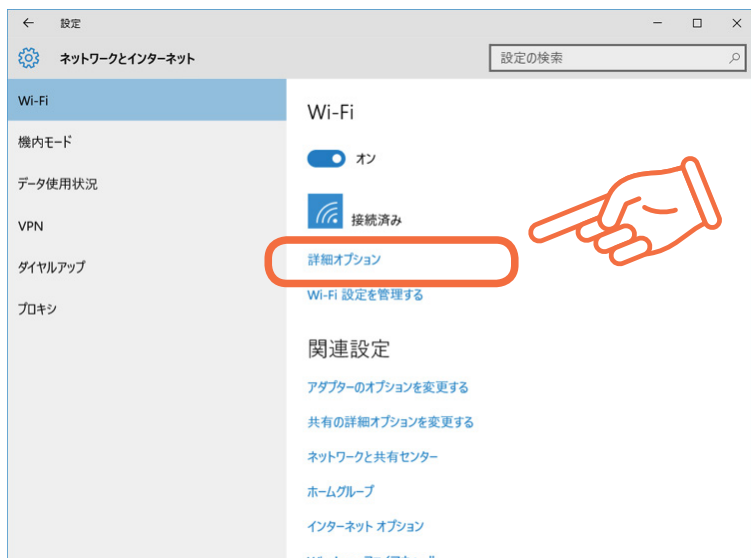 設定
ネットワークとインターネット
設定の検索
Wi-Fi
機内モード
データ使用状況
VPN
ダイヤルアップ
プロキシ
Wi-Fi
オン
接続済み
詳細オプション
Wi-Fi 設定を管理する
関連設定
アダプターのオプションを変更する
共有の詳細オプションを変更する
ネットワークと共有センター
ホームグループ
インターネット オプション